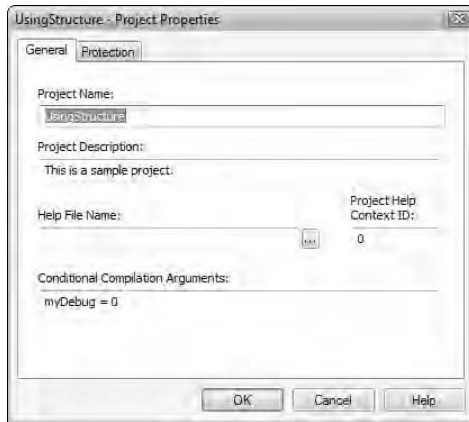 UsingStructure - Project Properties
General
Protection
Project Name:
UsingStructure
Project Description:
This is a sample project.
Help File Name:
Project Help
Context ID:
...
0
Conditional Compilation Arguments:
myDebug = 0
OK
Cancel
Help